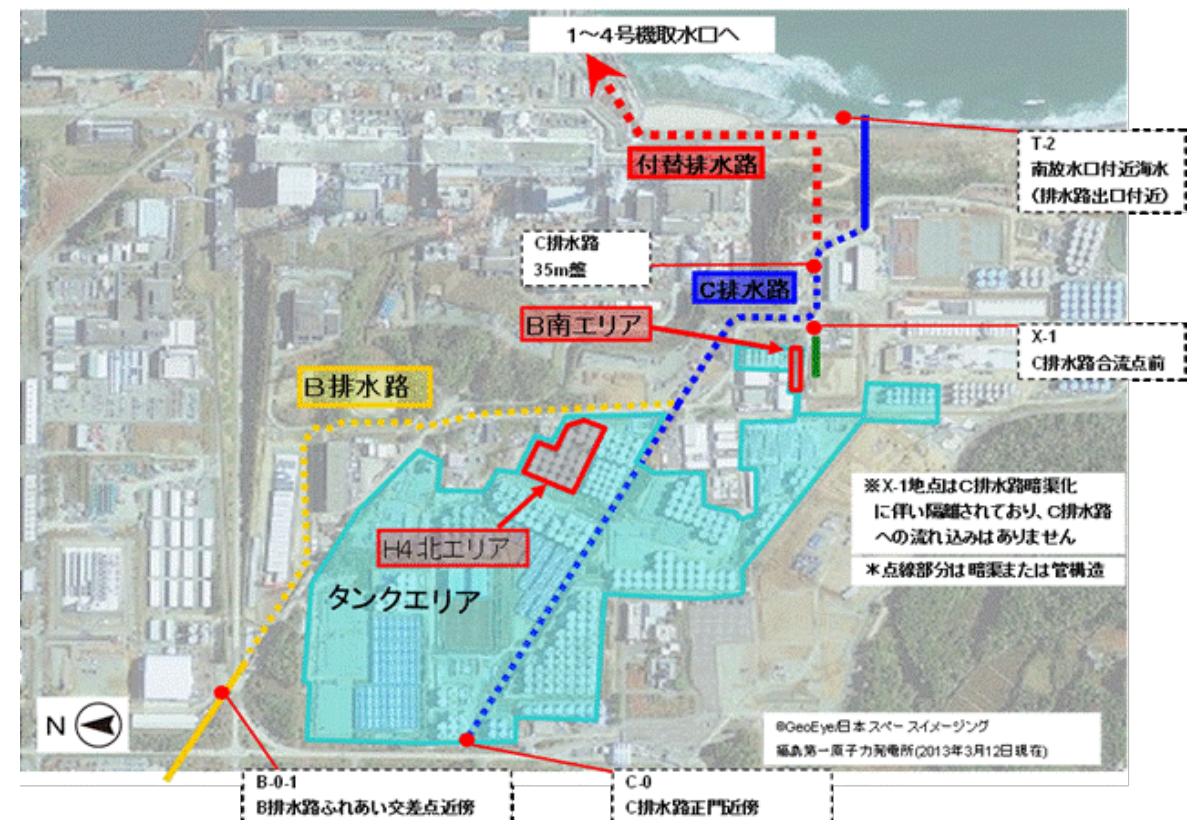 1～4号機取水口へ
付替排水路
T-2
南放水口付近海水
(排水路出口付近)
C排水路
35m盤
C排水路
B南エリア
X-1
C排水路合流点前
B排水路
※X-1地点はC排水路暗渠化
に伴い隔離されており、C排水路
への流れ込みはありません
＊点線部分は暗渠または管構造
H4北エリア
タンクエリア
N
©GeoEye/日本スペースイメージング
福島第一原子力発電所(2013年3月12日現在)
B-0-1
B排水路ふれあい交差点近傍
C-0
C排水路正門近傍